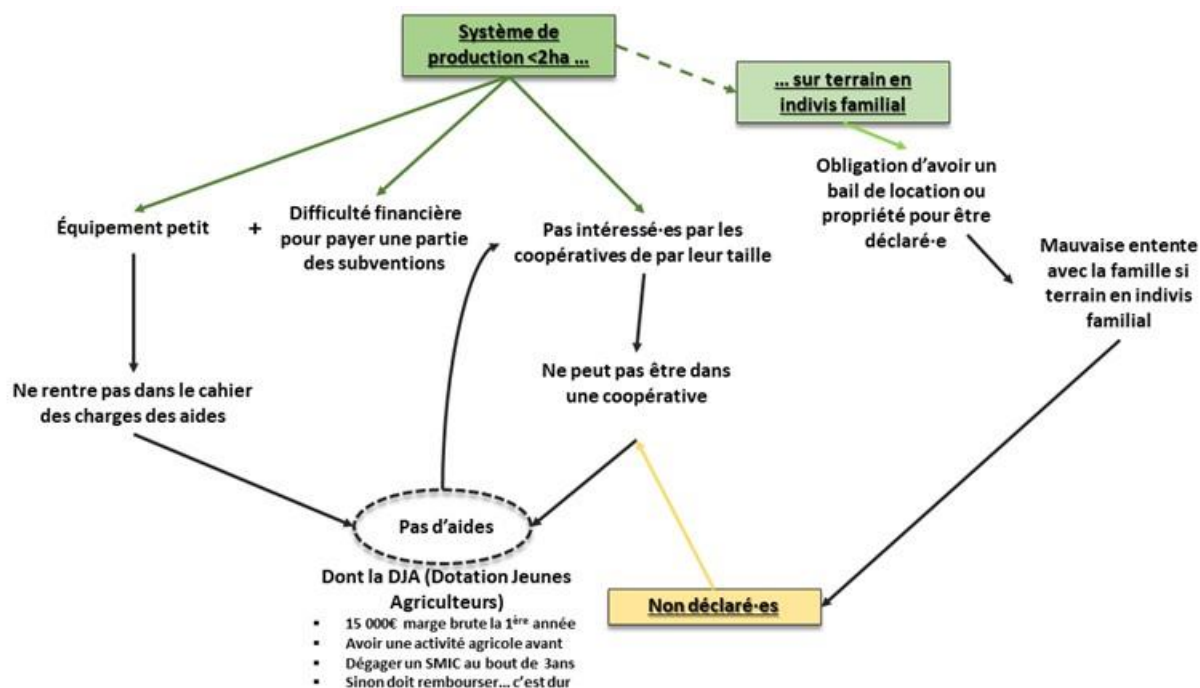 Système de
production <2ha ...
... sur terrain en
indivis familial
Obligation d'avoir un
bail de location ou
propriété pour être
déclaré·e
Équipement petit
+
Difficulté financière
pour payer une partie
des subventions
Pas intéressé·es par les
coopératives de par leur taille
Mauvaise entente
avec la famille si
terrain en indivis
familial
Ne rentre pas dans le cahier
des charges des aides
Ne peut pas être dans
une coopérative
Pas d'aides
Dont la DJA (Dotation Jeunes
Agriculteurs)
▪ 15 000€ marge brute la 1ère année
▪ Avoir une activité agricole avant
▪ Dégager un SMIC au bout de 3ans
▪ Sinon doit rembourser... c'est dur
Non déclaré·es